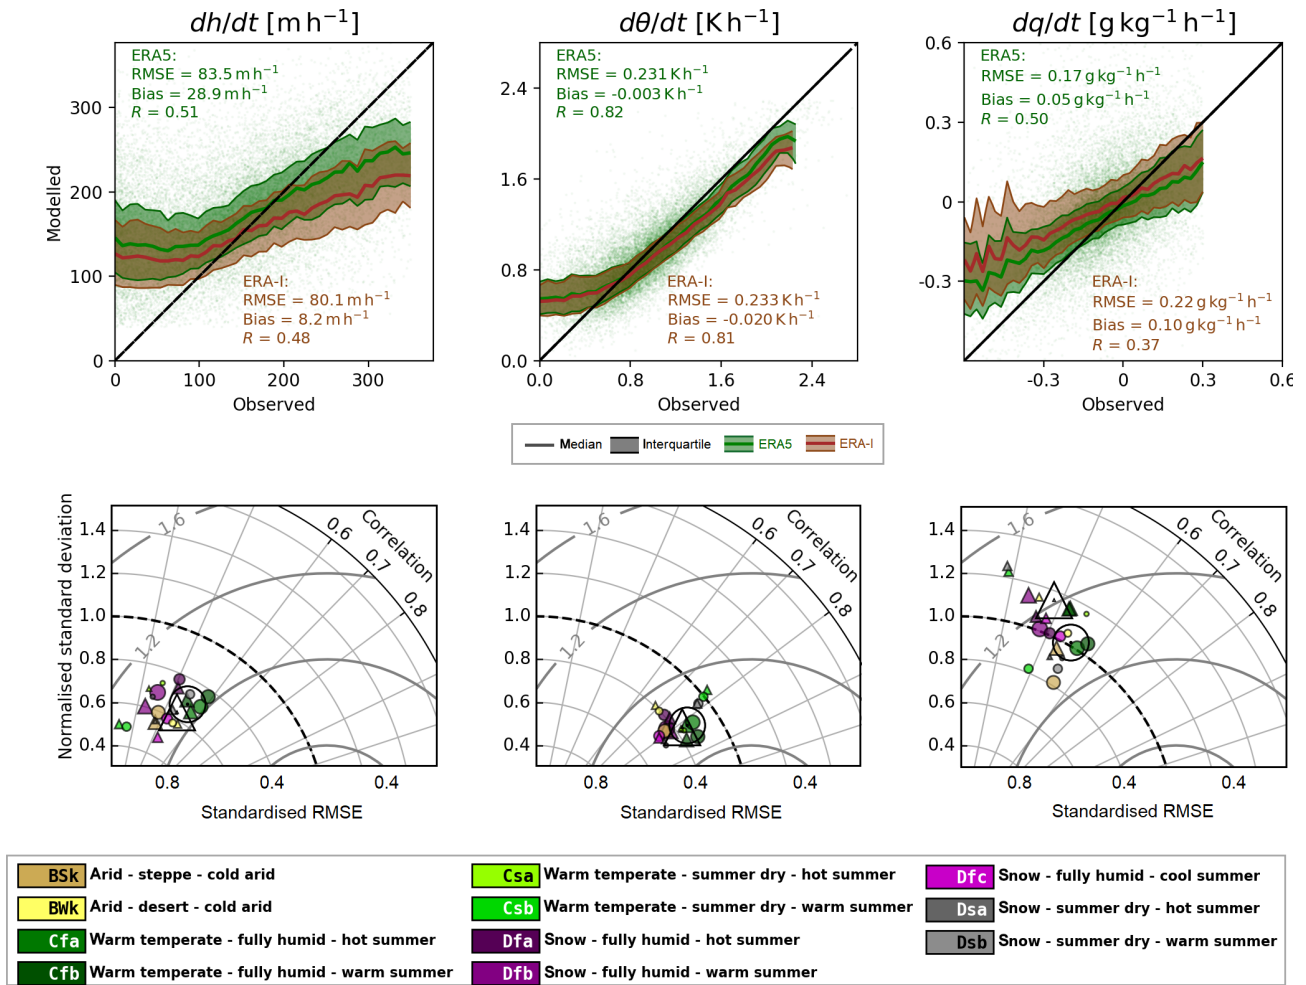 dh/dt [m h⁻¹]
dθ/dt [K h⁻¹]
dq/dt [g kg⁻¹ h⁻¹]
ERA5:
RMSE = 83.5 m h⁻¹
Bias = 28.9 m h⁻¹
R = 0.51
ERA-I:
RMSE = 80.1 m h⁻¹
Bias = 8.2 m h⁻¹
R = 0.48
300
200
100
0
0 100 200 300
Modelled
Observed
ERA5:
RMSE = 0.231 K h⁻¹
Bias = -0.003 K h⁻¹
R = 0.82
ERA-I:
RMSE = 0.233 K h⁻¹
Bias = -0.020 K h⁻¹
R = 0.81
2.4
1.6
0.8
0.0
0.0 0.8 1.6 2.4
Observed
ERA5:
RMSE = 0.17 g kg⁻¹ h⁻¹
Bias = 0.05 g kg⁻¹ h⁻¹
R = 0.50
ERA-I:
RMSE = 0.22 g kg⁻¹ h⁻¹
Bias = 0.10 g kg⁻¹ h⁻¹
R = 0.37
0.6
0.3
0
-0.3
-0.3 0 0.3 0.6
Observed
Median Interquartile ERA5 ERA-I
Normalised standard deviation
1.4
1.2
1.0
0.8
0.6
0.4
1.6
1.2
Correlation
0.6
0.7
0.8
0.8 0.4
Standardised RMSE
1.4
1.2
1.0
0.8
0.6
0.4
1.6
1.2
Correlation
0.6
0.7
0.8
0.8 0.4 0.4
Standardised RMSE
1.4
1.2
1.0
0.8
0.6
0.4
1.6
1.2
Correlation
0.6
0.7
0.8
0.8 0.4 0.4
Standardised RMSE
BSk Arid - steppe - cold arid
BWk Arid - desert - cold arid
Cfa Warm temperate - fully humid - hot summer
Cfb Warm temperate - fully humid - warm summer
Csa Warm temperate - summer dry - hot summer
Csb Warm temperate - summer dry - warm summer
Dfa Snow - fully humid - hot summer
Dfb Snow - fully humid - warm summer
Dfc Snow - fully humid - cool summer
Dsa Snow - summer dry - hot summer
Dsb Snow - summer dry - warm summer